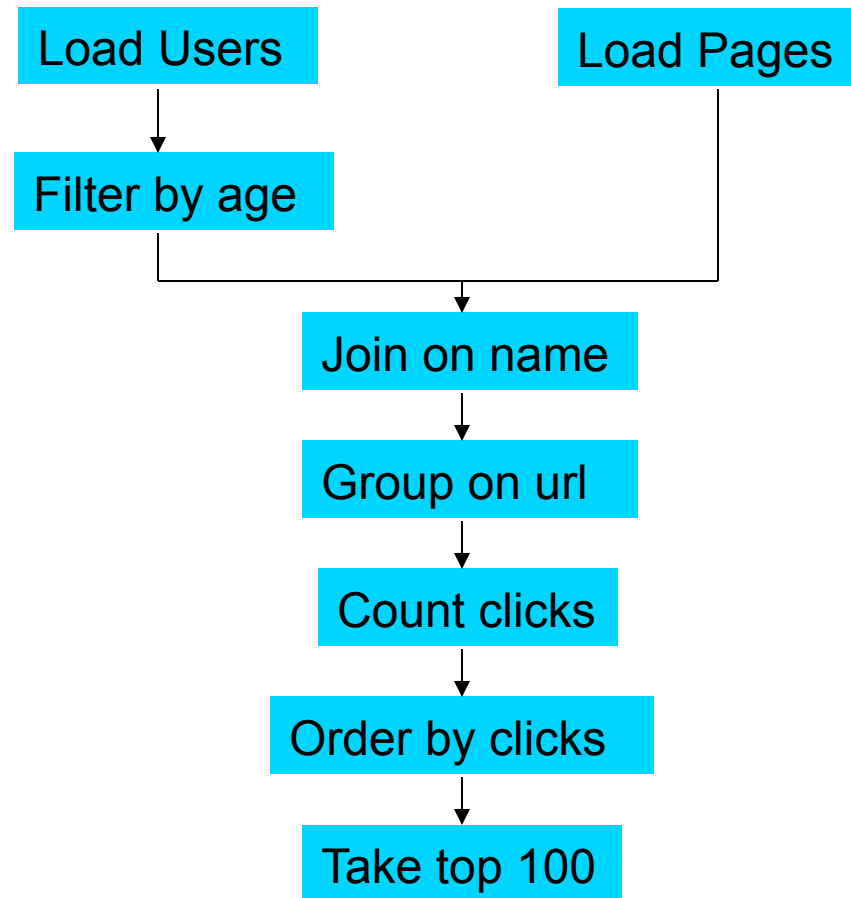 Load Users
Load Pages
Filter by age
Join on name
Group on url
Count clicks
Order by clicks
Take top 100